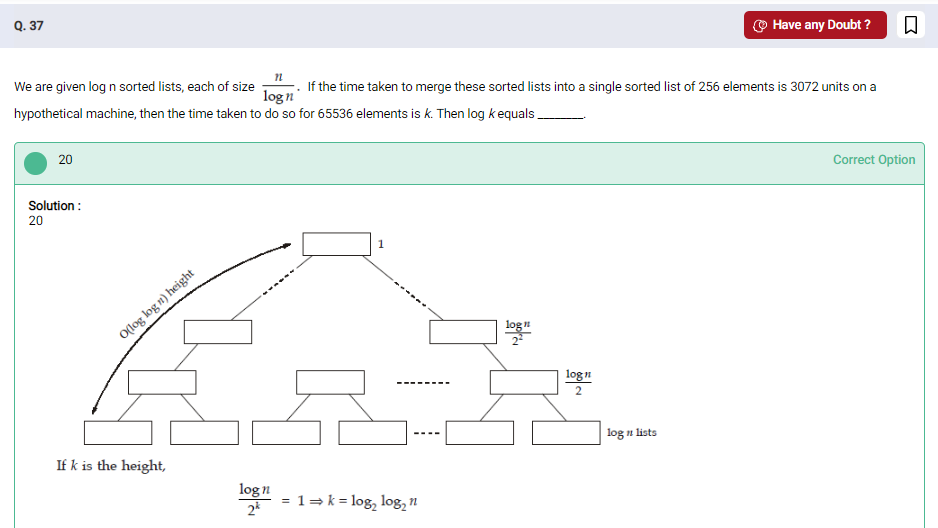 Q. 37
Have any Doubt ?
We are given log n sorted lists, each of size n/log n. If the time taken to merge these sorted lists into a single sorted list of 256 elements is 3072 units on a
hypothetical machine, then the time taken to do so for 65536 elements is k. Then log k equals ________.
20
Correct Option
Solution :
20
1
O(log log n) height
log n/2²
log n/2
log n lists
If k is the height,
log n/2ᵏ = 1 ⇒ k = log₂ log₂ n